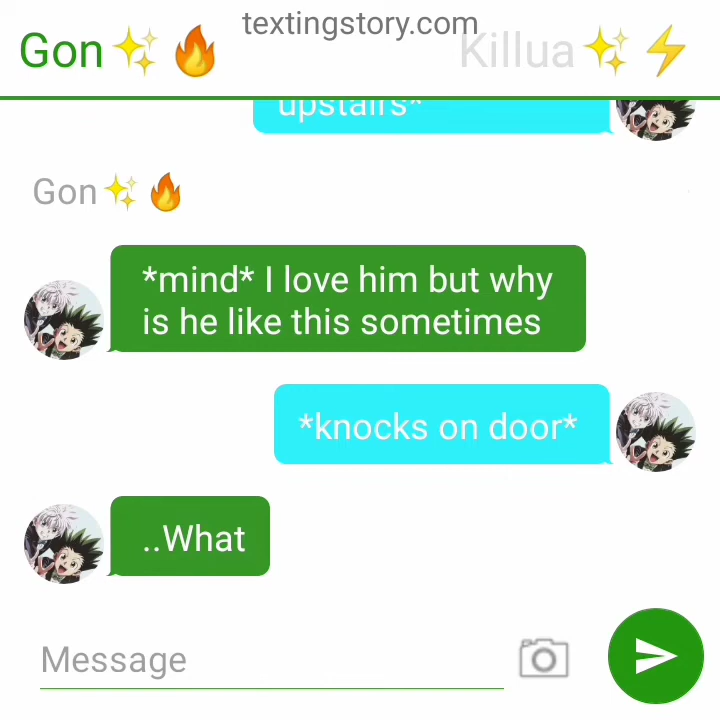 textingstory.com
Gon✨🔥 Killua✨⚡
upstairs*
Gon✨🔥
*mind* I love him but why
is he like this sometimes
*knocks on door*
..What
Message